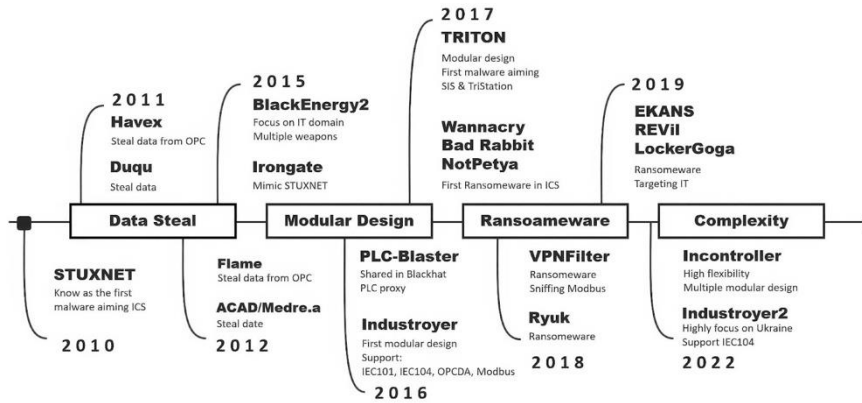 2011
Havex
Steal data from OPC
Duqu
Steal data
2015
BlackEnergy2
Focus on IT domain
Multiple weapons
Irongate
Mimic STUXNET
2017
TRITON
Modular design
First malware aiming
SIS & TriStation
Wannacry
Bad Rabbit
NotPetya
First Ransomeware in ICS
2019
EKANS
REVil
LockerGoga
Ransomeware
Targeting IT
Data Steal
Modular Design
Ransoameware
Complexity
STUXNET
Know as the first
malware aiming ICS
2010
Flame
Steal data from OPC
ACAD/Medre.a
Steal date
2012
PLC-Blaster
Shared in Blackhat
PLC proxy
Industroyer
First modular design
Support:
IEC101, IEC104, OPCDA, Modbus
2016
VPNFilter
Ransomeware
Sniffing Modbus
Ryuk
Ransomeware
2018
Incontroller
High flexibility
Multiple modular design
Industroyer2
Highly focus on Ukraine
Support IEC104
2022